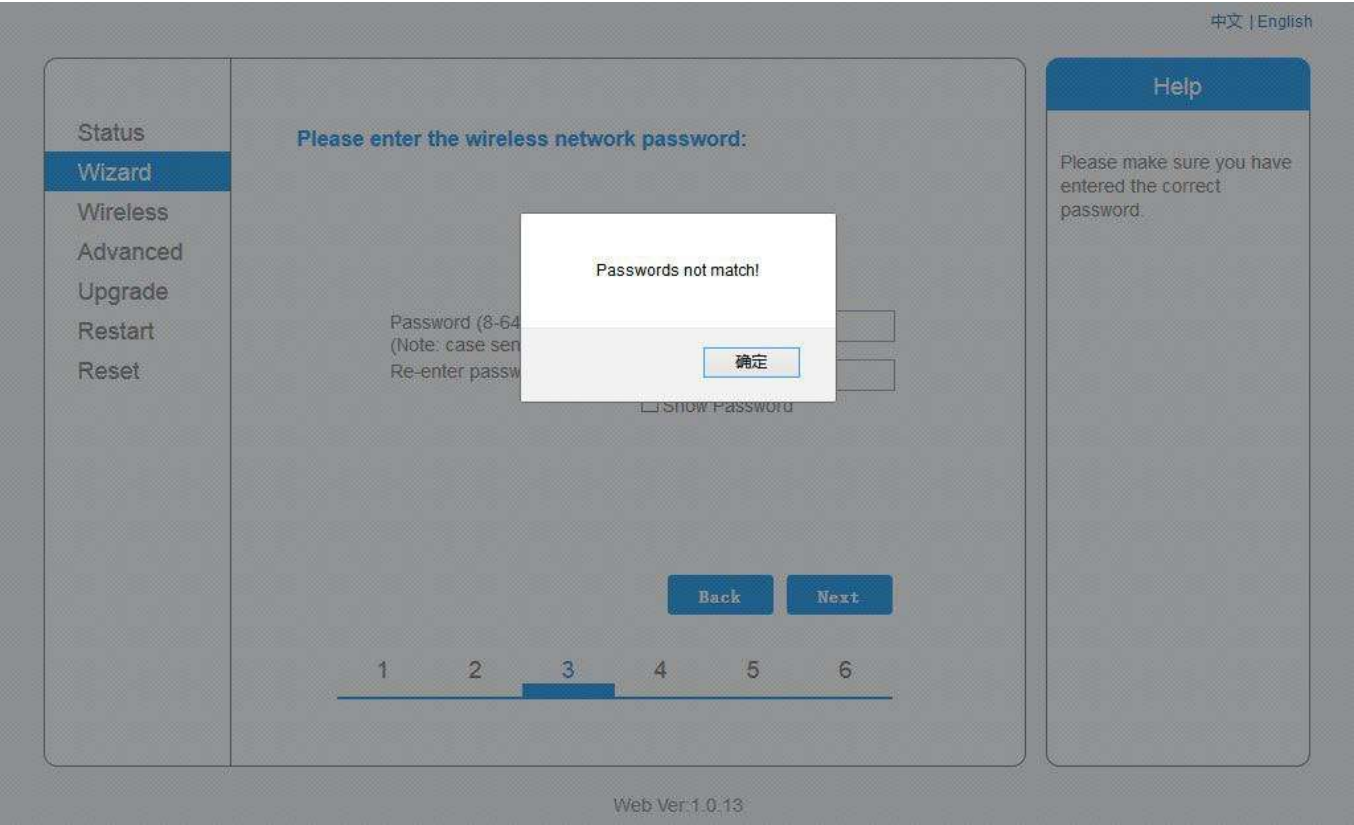 中文 | English
Help
Status
Wizard
Wireless
Advanced
Upgrade
Restart
Reset
Please enter the wireless network password:
Please make sure you have
entered the correct
password.
Passwords not match!
确定
Password (8-64
(Note: case sen
Re-enter passw
Show Password
Back
Next
1 2 3 4 5 6
Web Ver:1.0.13